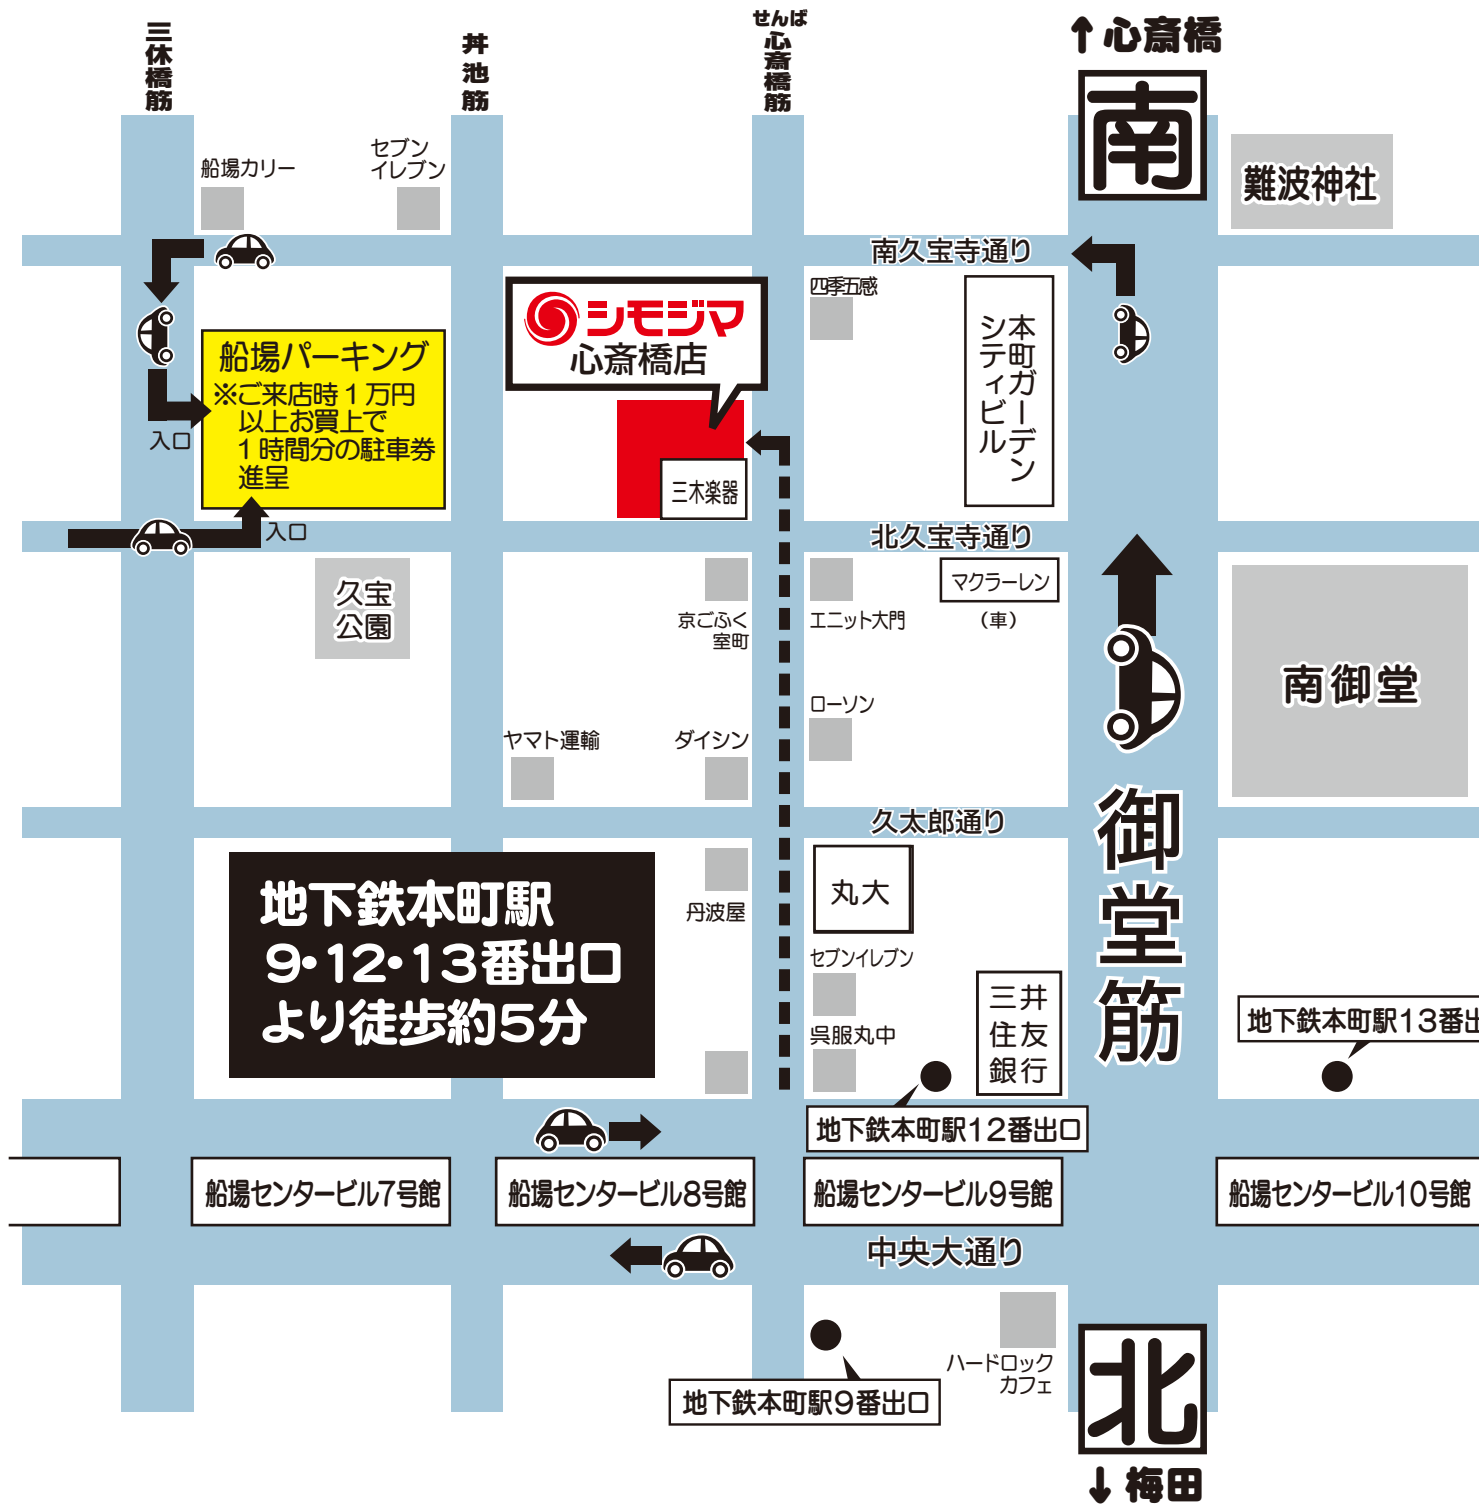 三休橋筋
丼池筋
せんば
心斎橋筋
↑心斎橋
南
難波神社
船場カリー
セブン
イレブン
南久宝寺通り
四季五感
本町ガーデン
シティビル
シモジマ
心斎橋店
船場パーキング
※ご来店時1万円
以上お買上で
1時間分の駐車券
進呈
入口
三木楽器
入口
北久宝寺通り
久宝
公園
京ごふく
室町
エニット大門
マクラーレン
(車)
南御堂
ローソン
ヤマト運輸
ダイシン
久太郎通り
御堂筋
地下鉄本町駅
9・12・13番出口
より徒歩約5分
丹波屋
丸大
セブンイレブン
呉服丸中
三井
住友
銀行
地下鉄本町駅13番出
地下鉄本町駅12番出口
船場センタービル7号館
船場センタービル8号館
船場センタービル9号館
船場センタービル10号館
中央大通り
地下鉄本町駅9番出口
ハードロック
カフェ
北
↓梅田